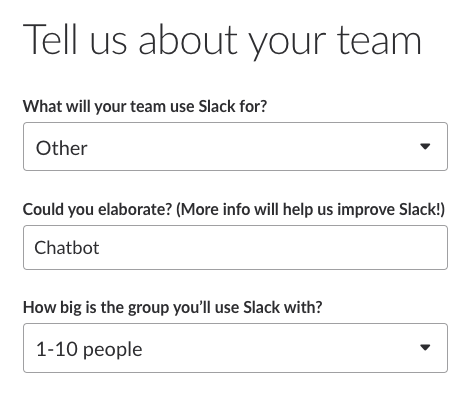 Tell us about your team
What will your team use Slack for?
Other
Could you elaborate? (More info will help us improve Slack!)
Chatbot
How big is the group you’ll use Slack with?
1-10 people